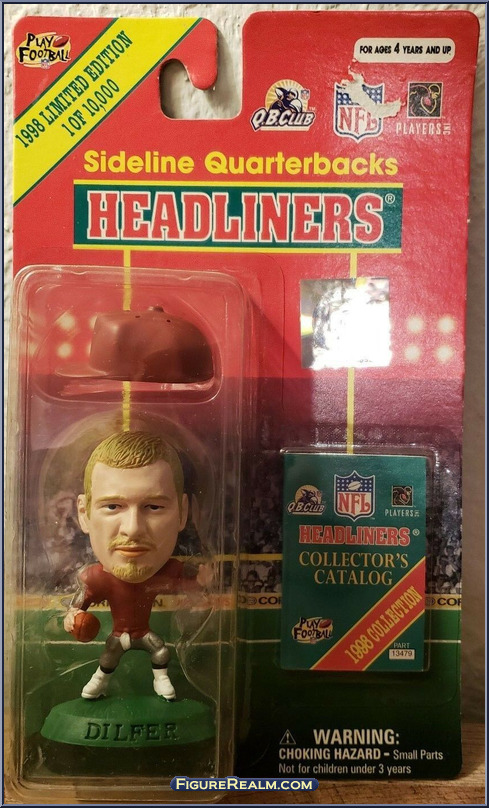 PLAY
FOOTBALL
1998 LIMITED EDITION
1 OF 10,000
FOR AGES 4 YEARS AND UP
Q.B.CLUB
NFL
PLAYERS INC
Sideline Quarterbacks
HEADLINERS®
Q.B.CLUB
NFL
PLAYERS INC
HEADLINERS®
COLLECTOR'S
CATALOG
PLAY
FOOTBALL
1998 COLLECTION
PART
13479
DILFER
WARNING:
CHOKING HAZARD - Small Parts
Not for children under 3 years
FIGUREREALM.COM